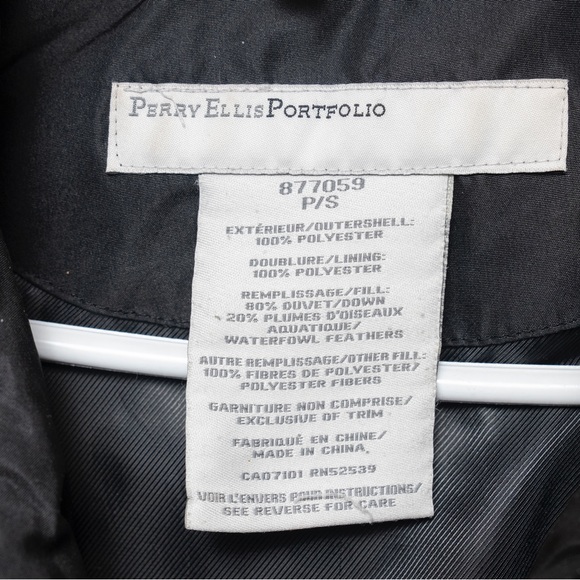 PERRY ELLIS PORTFOLIO
877059
P/S
EXTÉRIEUR/OUTERSHELL:
100% POLYESTER
DOUBLURE/LINING:
100% POLYESTER
REMPLISSAGE/FILL:
80% DUVET/DOWN
20% PLUMES D'OISEAUX
AQUATIQUE/
WATERFOWL FEATHERS
AUTRE REMPLISSAGE/OTHER FILL:
100% FIBRES DE POLYESTER/
POLYESTER FIBERS
GARNITURE NON COMPRISE/
EXCLUSIVE OF TRIM
FABRIQUÉ EN CHINE/
MADE IN CHINA.
CA07101 RN52539
VOIR L'ENVERS POUR INSTRUCTIONS/
SEE REVERSE FOR CARE